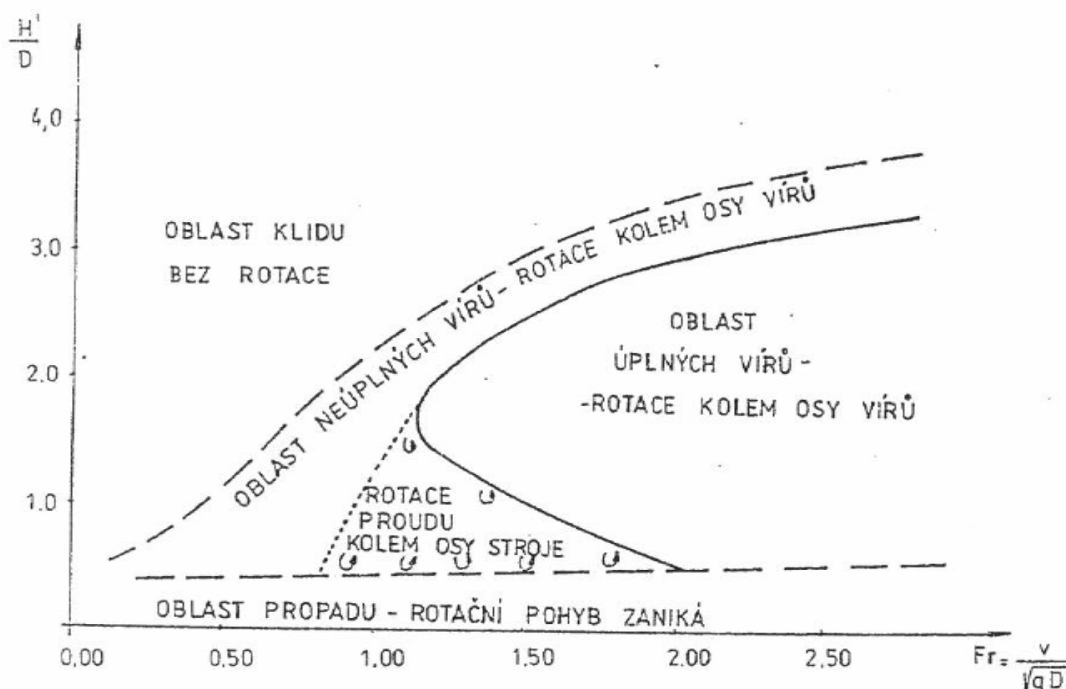 H'
D
4,0
OBLAST KLIDU
BEZ ROTACE
3.0
OBLAST NEÚPLNÝCH VÍRŮ - ROTACE KOLEM OSY VÍRŮ
OBLAST
ÚPLNÝCH VÍRŮ -
-ROTACE KOLEM OSY VÍRŮ
2.0
1.0
ROTACE
PROUDU
KOLEM OSY STROJE
OBLAST PROPADU - ROTAČNÍ POHYB ZANIKÁ
0
0,00 0,50 1,00 1,50 2,00 2,50 Fr= v
√gD